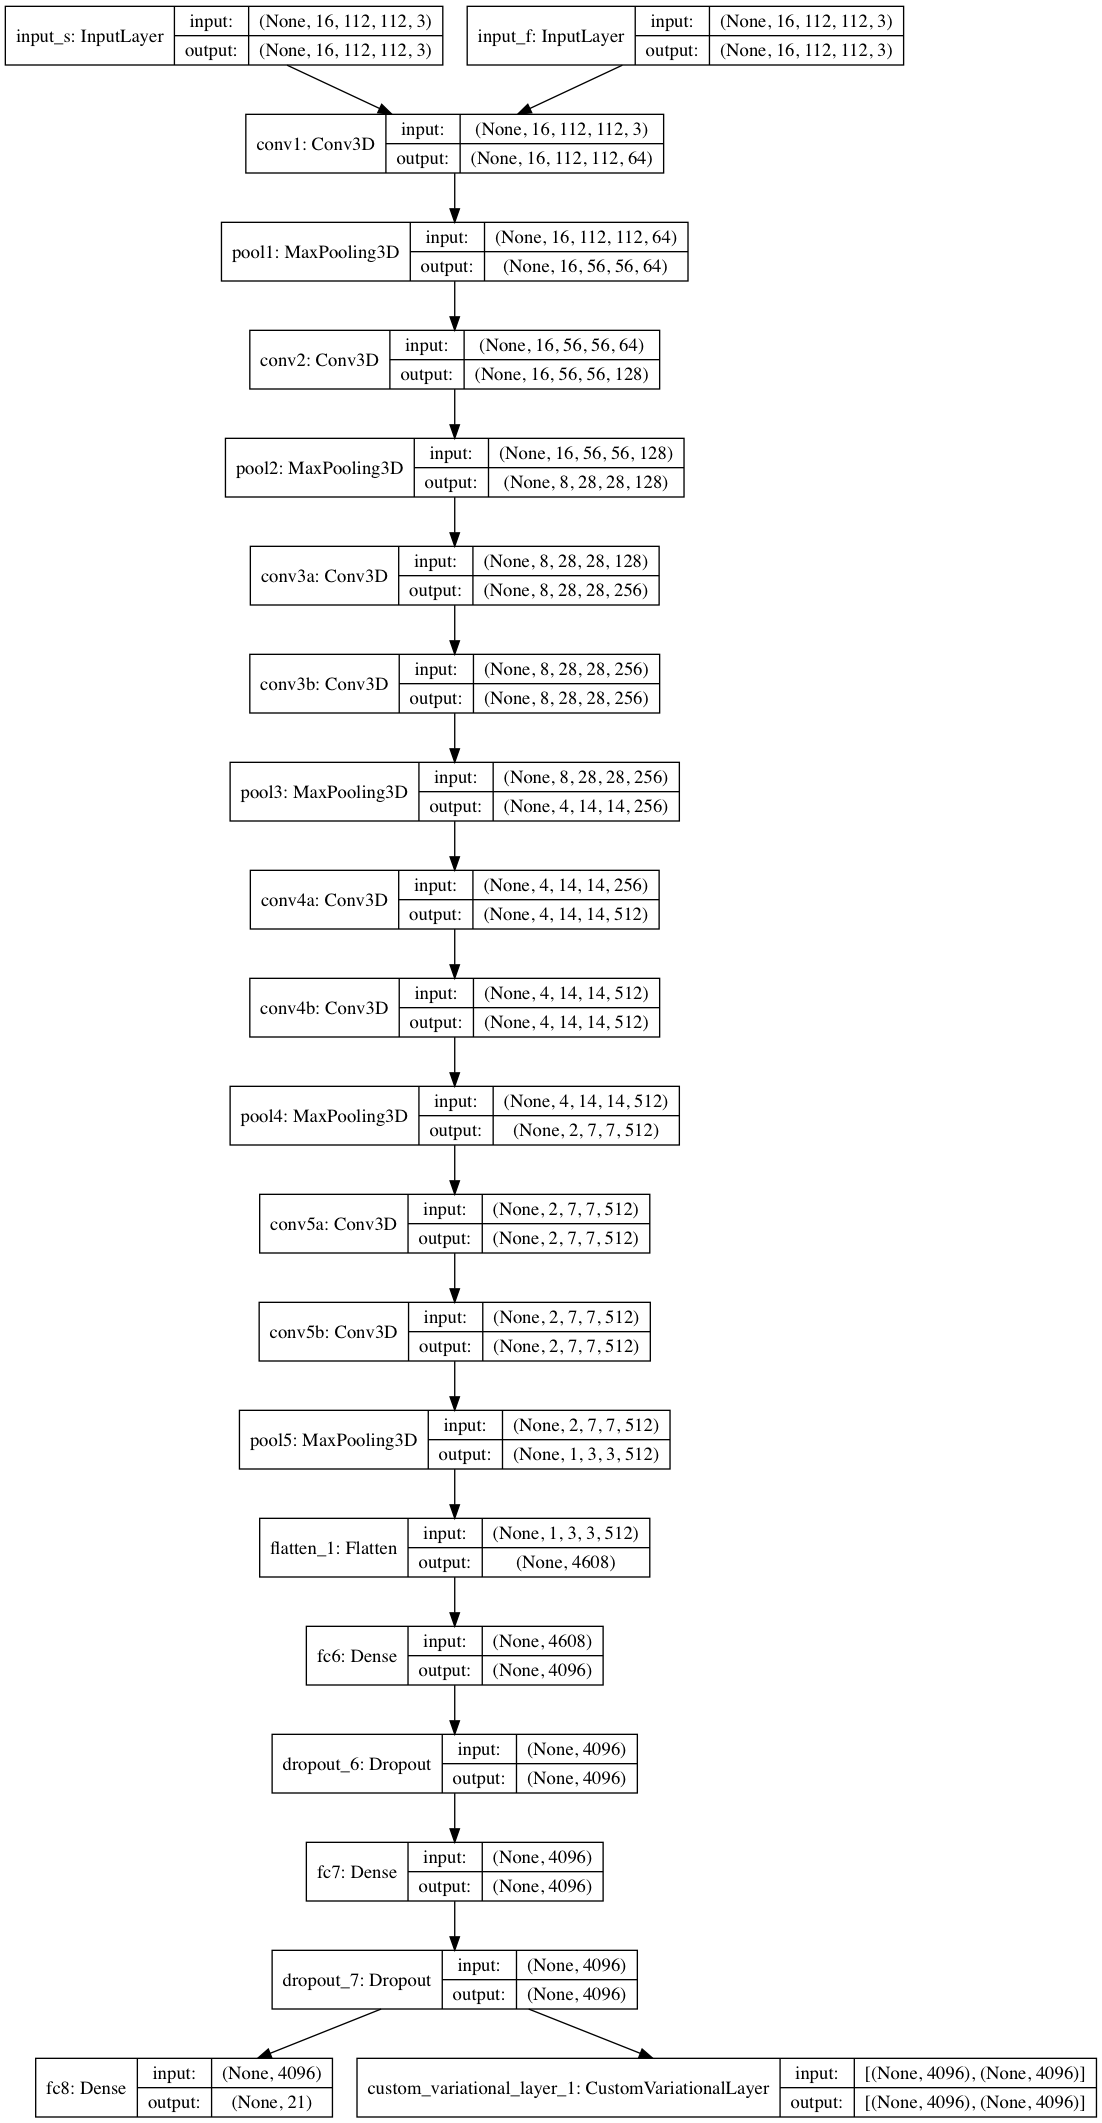 input_s: InputLayer
input: (None, 16, 112, 112, 3)
output: (None, 16, 112, 112, 3)
input_f: InputLayer
input: (None, 16, 112, 112, 3)
output: (None, 16, 112, 112, 3)
conv1: Conv3D
input: (None, 16, 112, 112, 3)
output: (None, 16, 112, 112, 64)
pool1: MaxPooling3D
input: (None, 16, 112, 112, 64)
output: (None, 16, 56, 56, 64)
conv2: Conv3D
input: (None, 16, 56, 56, 64)
output: (None, 16, 56, 56, 128)
pool2: MaxPooling3D
input: (None, 16, 56, 56, 128)
output: (None, 8, 28, 28, 128)
conv3a: Conv3D
input: (None, 8, 28, 28, 128)
output: (None, 8, 28, 28, 256)
conv3b: Conv3D
input: (None, 8, 28, 28, 256)
output: (None, 8, 28, 28, 256)
pool3: MaxPooling3D
input: (None, 8, 28, 28, 256)
output: (None, 4, 14, 14, 256)
conv4a: Conv3D
input: (None, 4, 14, 14, 256)
output: (None, 4, 14, 14, 512)
conv4b: Conv3D
input: (None, 4, 14, 14, 512)
output: (None, 4, 14, 14, 512)
pool4: MaxPooling3D
input: (None, 4, 14, 14, 512)
output: (None, 2, 7, 7, 512)
conv5a: Conv3D
input: (None, 2, 7, 7, 512)
output: (None, 2, 7, 7, 512)
conv5b: Conv3D
input: (None, 2, 7, 7, 512)
output: (None, 2, 7, 7, 512)
pool5: MaxPooling3D
input: (None, 2, 7, 7, 512)
output: (None, 1, 3, 3, 512)
flatten_1: Flatten
input: (None, 1, 3, 3, 512)
output: (None, 4608)
fc6: Dense
input: (None, 4608)
output: (None, 4096)
dropout_6: Dropout
input: (None, 4096)
output: (None, 4096)
fc7: Dense
input: (None, 4096)
output: (None, 4096)
dropout_7: Dropout
input: (None, 4096)
output: (None, 4096)
fc8: Dense
input: (None, 4096)
output: (None, 21)
custom_variational_layer_1: CustomVariationalLayer
input: [(None, 4096), (None, 4096)]
output: [(None, 4096), (None, 4096)]